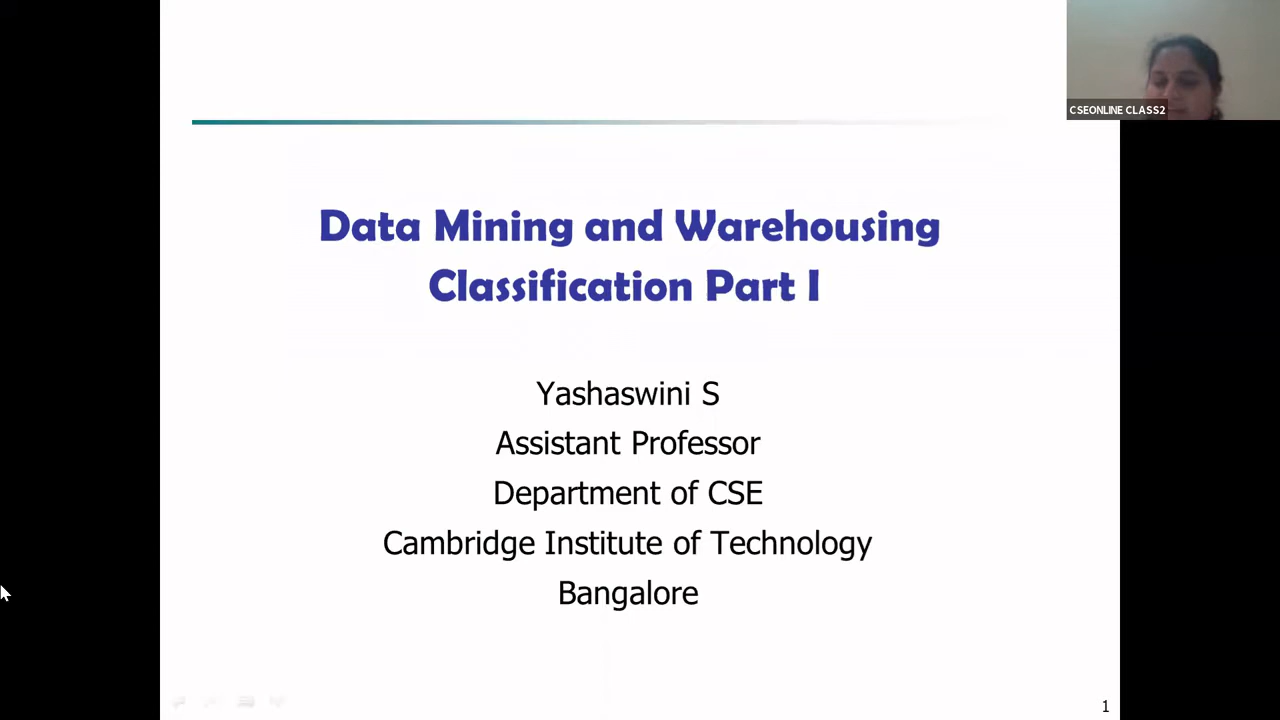 CSEONLINE CLASS2
Data Mining and Warehousing
Classification Part I
Yashaswini S
Assistant Professor
Department of CSE
Cambridge Institute of Technology
Bangalore
1